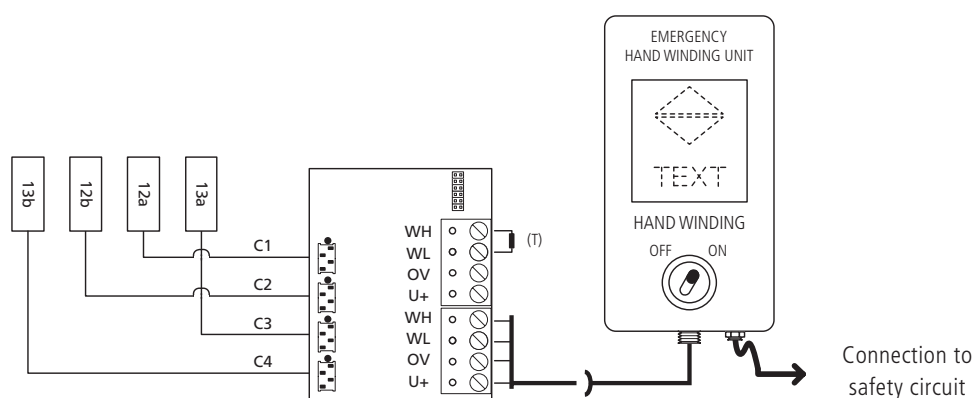 EMERGENCY
HAND WINDING UNIT
TEXT
HAND WINDING
OFF ON
13b 12b 12a 13a
C1
C2
C3
C4
WH
WL
OV
U+
WH
WL
OV
U+
(T)
Connection to
safety circuit